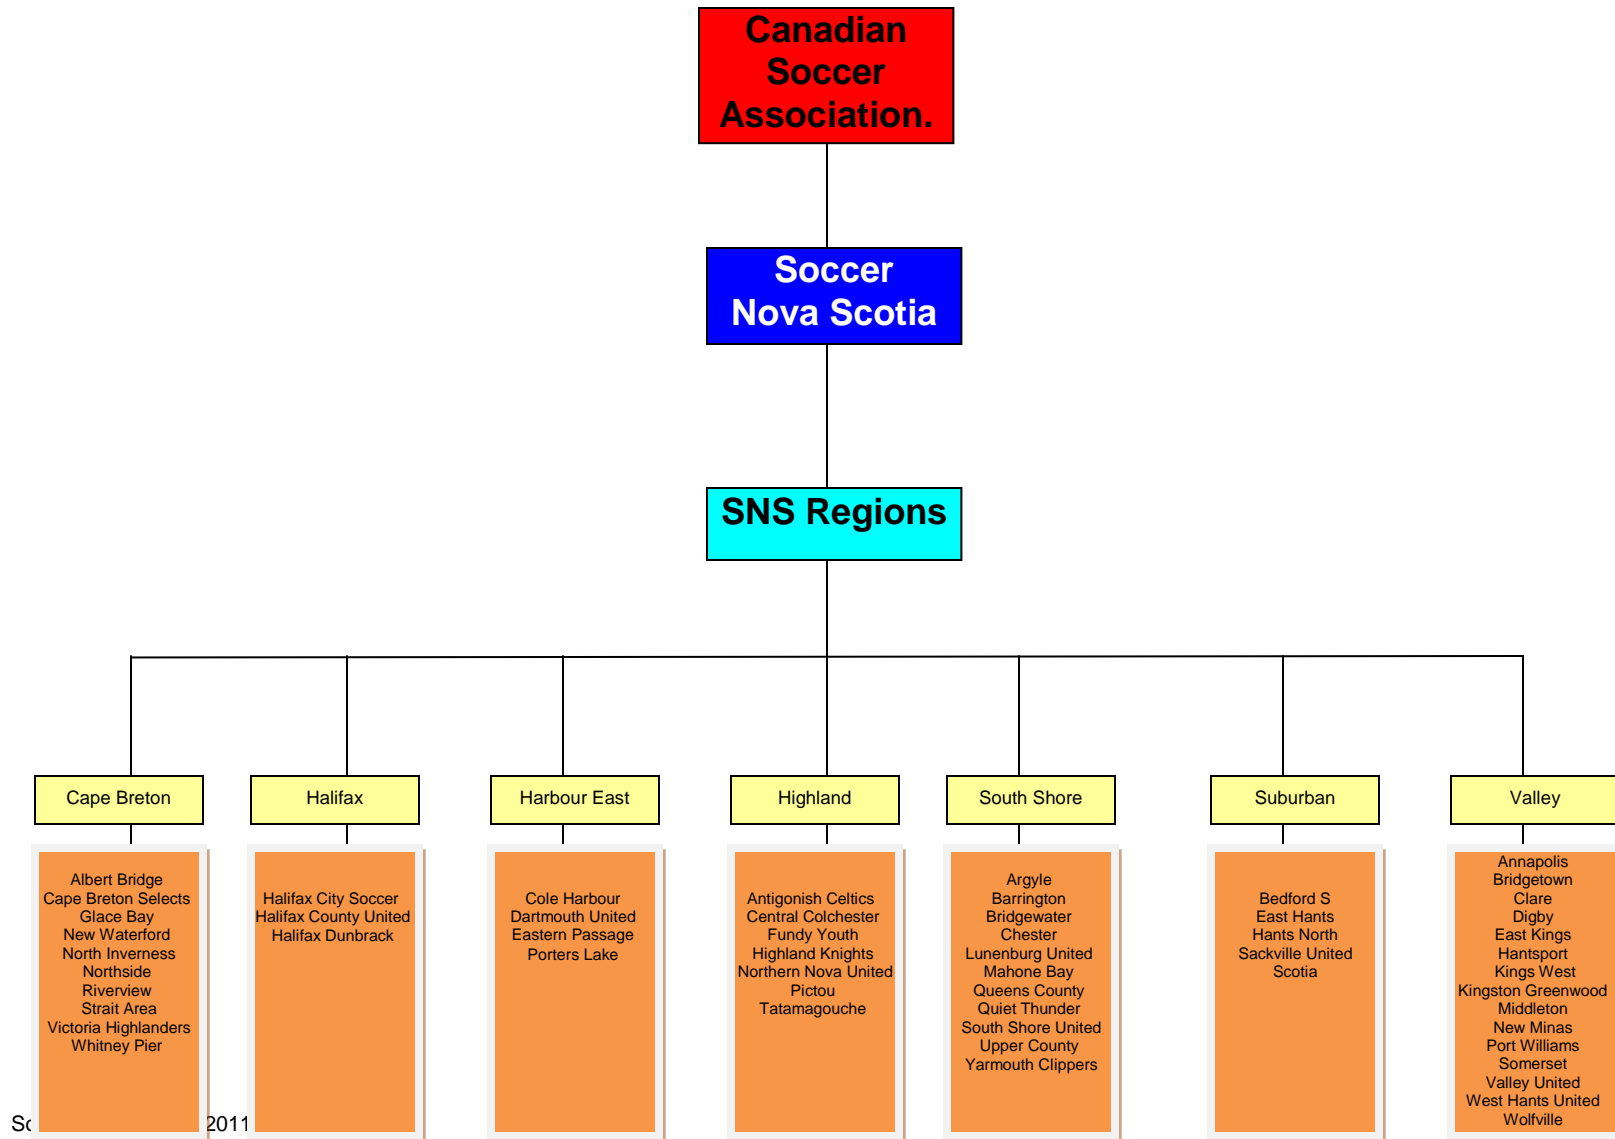 Canadian
Soccer
Association.
Soccer
Nova Scotia
SNS Regions
Cape Breton
Halifax
Harbour East
Highland
South Shore
Suburban
Valley
Albert Bridge
Cape Breton Selects
Glace Bay
New Waterford
North Inverness
Northside
Riverview
Strait Area
Victoria Highlanders
Whitney Pier
Halifax City Soccer
Halifax County United
Halifax Dunbrack
Cole Harbour
Dartmouth United
Eastern Passage
Porters Lake
Antigonish Celtics
Central Colchester
Fundy Youth
Highland Knights
Northern Nova United
Pictou
Tatamagouche
Argyle
Barrington
Bridgewater
Chester
Lunenburg United
Mahone Bay
Queens County
Quiet Thunder
South Shore United
Upper County
Yarmouth Clippers
Bedford S
East Hants
Hants North
Sackville United
Scotia
Annapolis
Bridgetown
Clare
Digby
East Kings
Hantsport
Kings West
Kingston Greenwood
Middleton
New Minas
Port Williams
Somerset
Valley United
West Hants United
Wolfville
2011